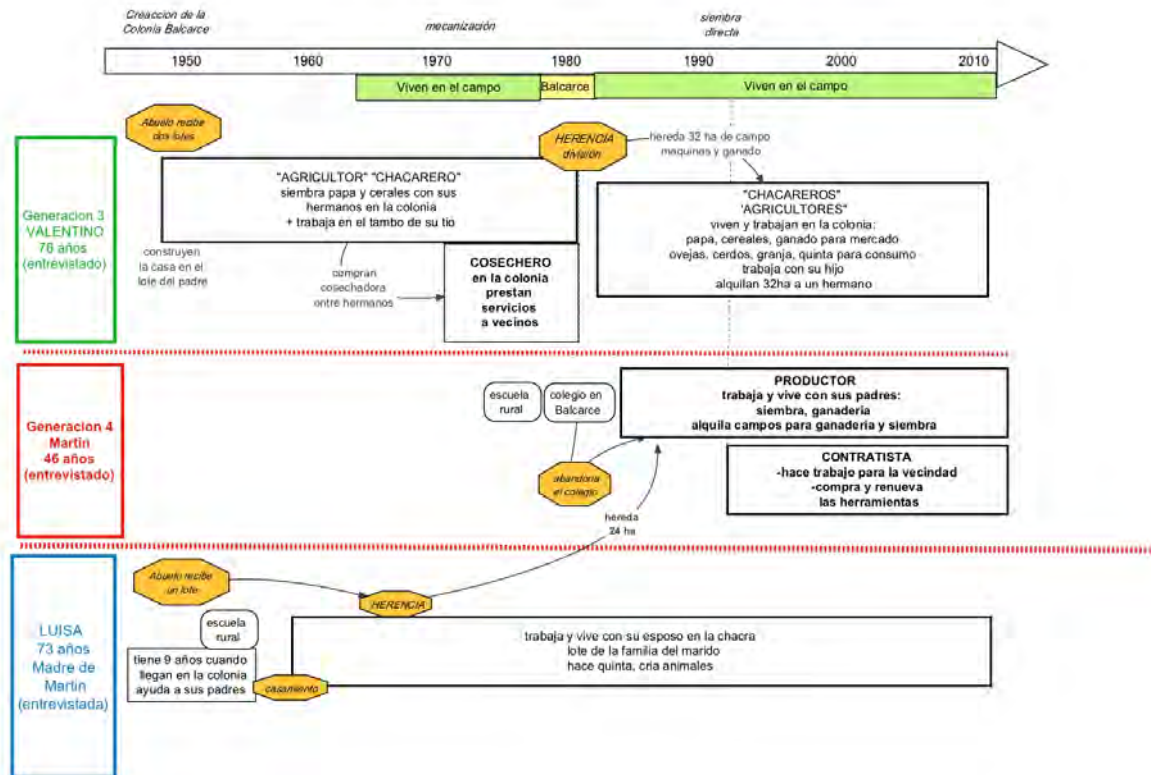 Creaccion de la
Colonia Balcarce
mecanización
siembra
directa
1950
1960
1970
1980
1990
2000
2010
Viven en el campo
Balcarce
Viven en el campo
Abuelo recibe
dos lotes
HERENCIA
división
hereda 32 ha de campo
maquinas y ganado
Generacion 3
VALENTINO
76 años
(entrevistado)
"AGRICULTOR" "CHACARERO"
siembra papa y cerales con sus
hermanos en la colonia
+ trabaja en el tambo de su tio
"CHACAREROS"
'AGRICULTORES"
viven y trabajan en la colonia:
papa, cereales, ganado para mercado
ovejas, cerdos, granja, quinta para consumo
trabaja con su hijo
alquilan 32ha a un hermano
construyen
la casa en el
lote del padre
compran
cosechadora
entre hermanos
COSECHERO
en la colonia
prestan
servicios
a vecinos
Generacion 4
Martin
46 años
(entrevistado)
escuela
rural
colegio en
Balcarce
PRODUCTOR
trabaja y vive con sus padres:
siembra, ganaderia
alquila campos para ganaderia y siembra
abandona
el colegio
CONTRATISTA
-hace trabajo para la vecindad
-compra y renueva
las herramientas
hereda
24 ha
LUISA
73 años
Madre de
Martin
(entrevistada)
Abuelo recibe
un lote
HERENCIA
escuela
rural
tiene 9 años cuando
llegan en la colonia
ayuda a sus padres
casamiento
trabaja y vive con su esposo en la chacra
lote de la familia del marido
hace quinta, cria animales